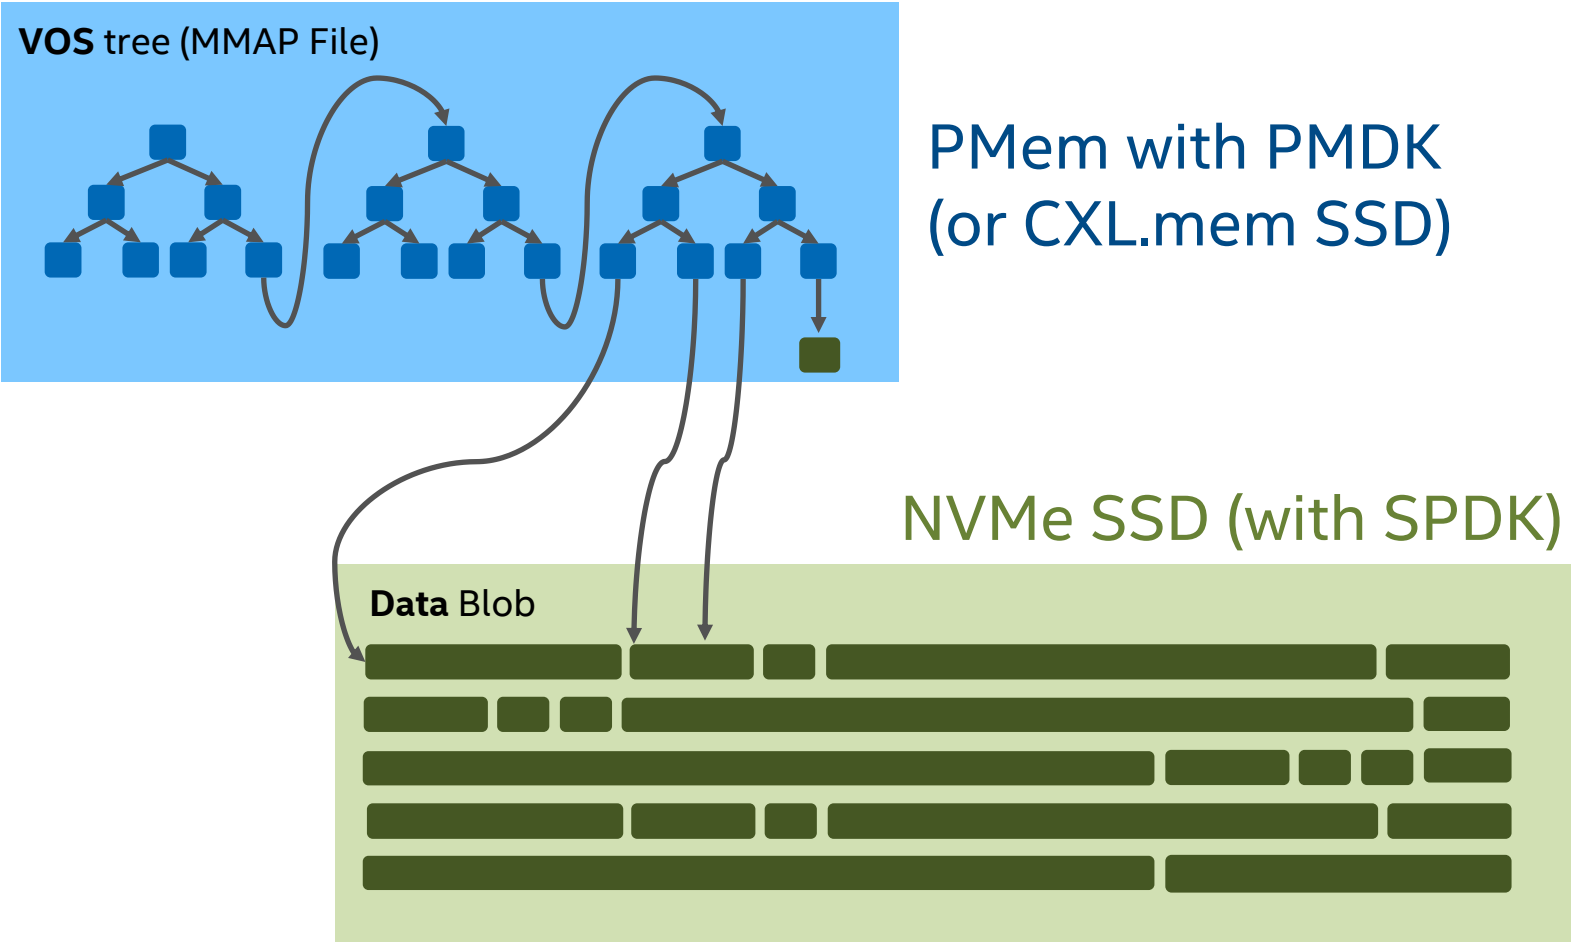 VOS tree (MMAP File)
PMem with PMDK
(or CXL.mem SSD)
NVMe SSD (with SPDK)
Data Blob